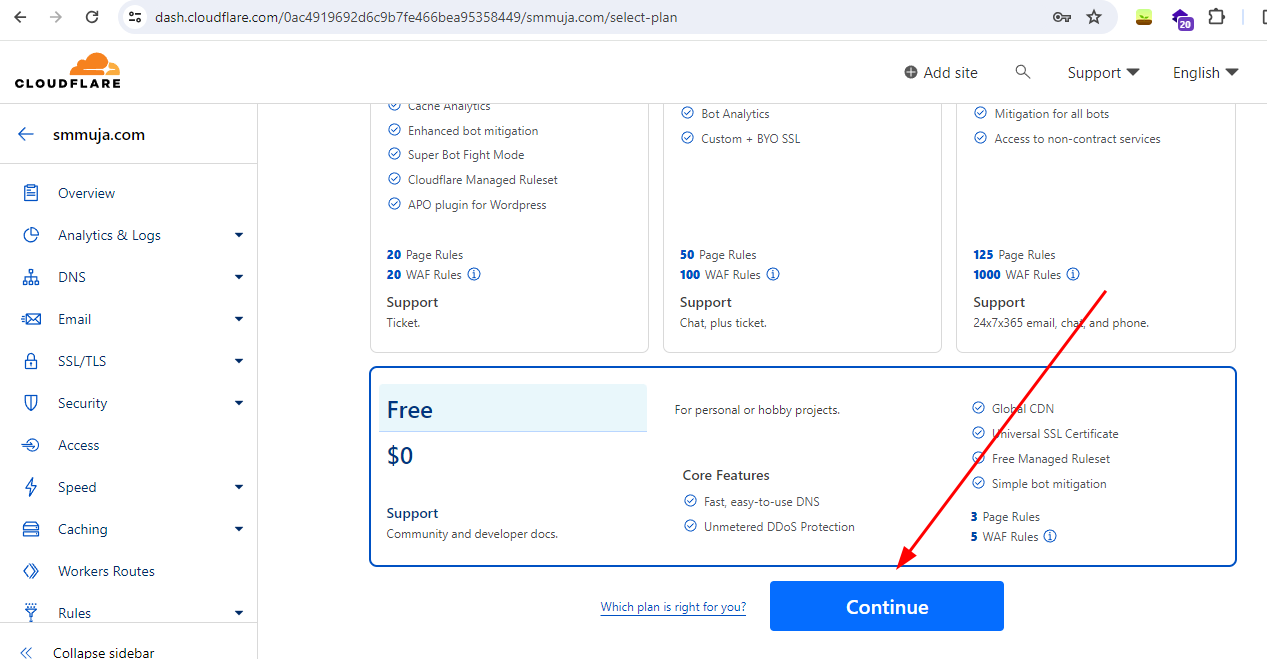 dash.cloudflare.com/0ac4919692d6c9b7fe466bea95358449/smmuja.com/select-plan
20
CLOUDFLARE
Add site
Support
English
smmuja.com
Overview
Analytics & Logs
DNS
Email
SSL/TLS
Security
Access
Speed
Caching
Workers Routes
Rules
Collapse sidebar
Cache Analytics
Enhanced bot mitigation
Super Bot Fight Mode
Cloudflare Managed Ruleset
APO plugin for Wordpress
20 Page Rules
20 WAF Rules
Support
Ticket.
Bot Analytics
Custom + BYO SSL
50 Page Rules
100 WAF Rules
Support
Chat, plus ticket.
Mitigation for all bots
Access to non-contract services
125 Page Rules
1000 WAF Rules
Support
24x7x365 email, chat, and phone.
Free
$0
Support
Community and developer docs.
For personal or hobby projects.
Core Features
Fast, easy-to-use DNS
Unmetered DDoS Protection
Global CDN
Universal SSL Certificate
Free Managed Ruleset
Simple bot mitigation
3 Page Rules
5 WAF Rules
Which plan is right for you?
Continue